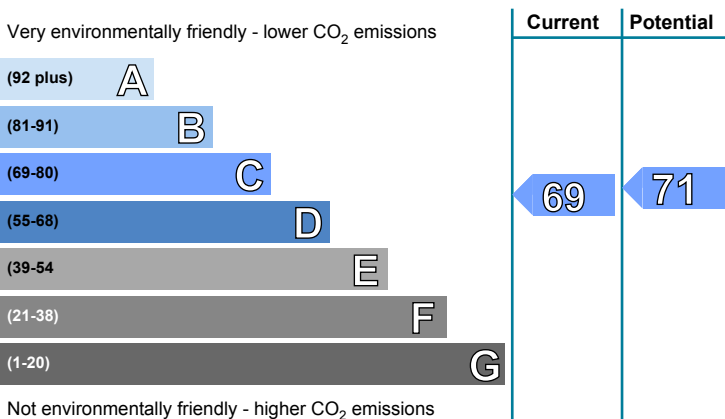 Current Potential
Very environmentally friendly - lower CO2 emissions
(92 plus) A
(81-91) B
(69-80) C
(55-68) D
(39-54 E
(21-38) F
(1-20) G
69 71
Not environmentally friendly - higher CO2 emissions